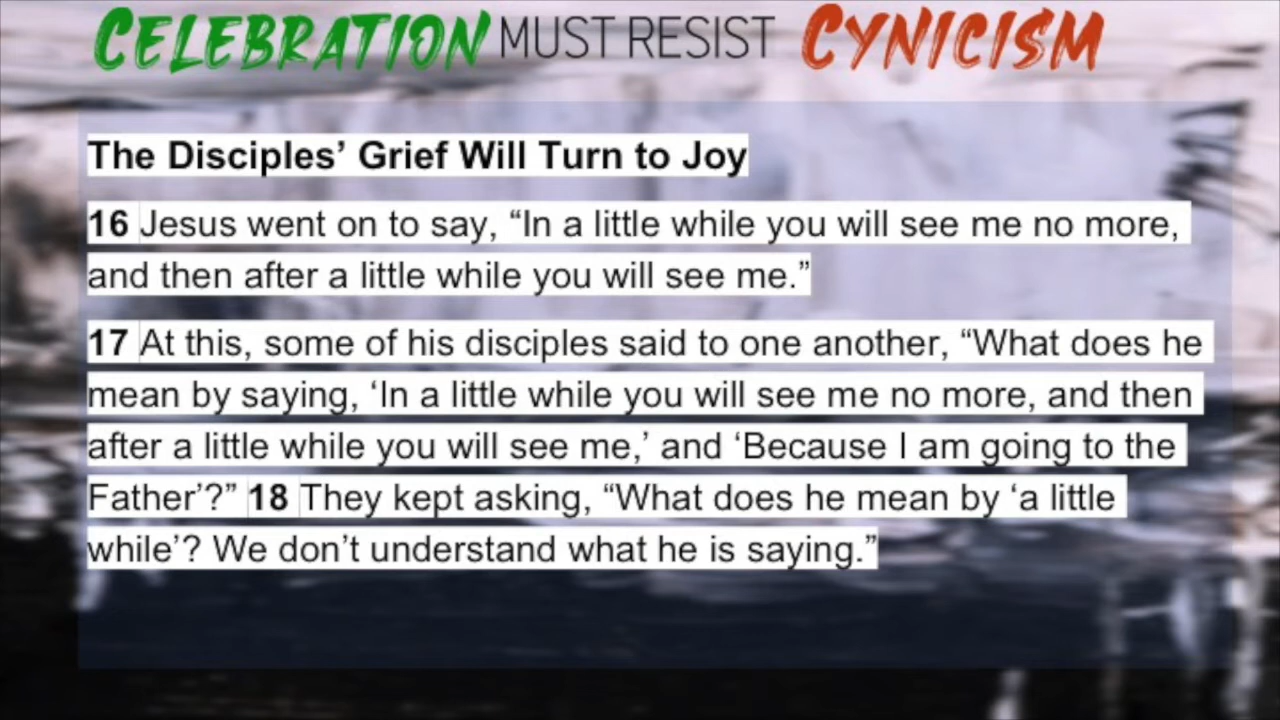 CELEBRATION MUST RESIST CYNICISM
The Disciples’ Grief Will Turn to Joy
16 Jesus went on to say, “In a little while you will see me no more,
and then after a little while you will see me.”
17 At this, some of his disciples said to one another, “What does he
mean by saying, ‘In a little while you will see me no more, and then
after a little while you will see me,’ and ‘Because I am going to the
Father’?” 18 They kept asking, “What does he mean by ‘a little
while’? We don’t understand what he is saying.”